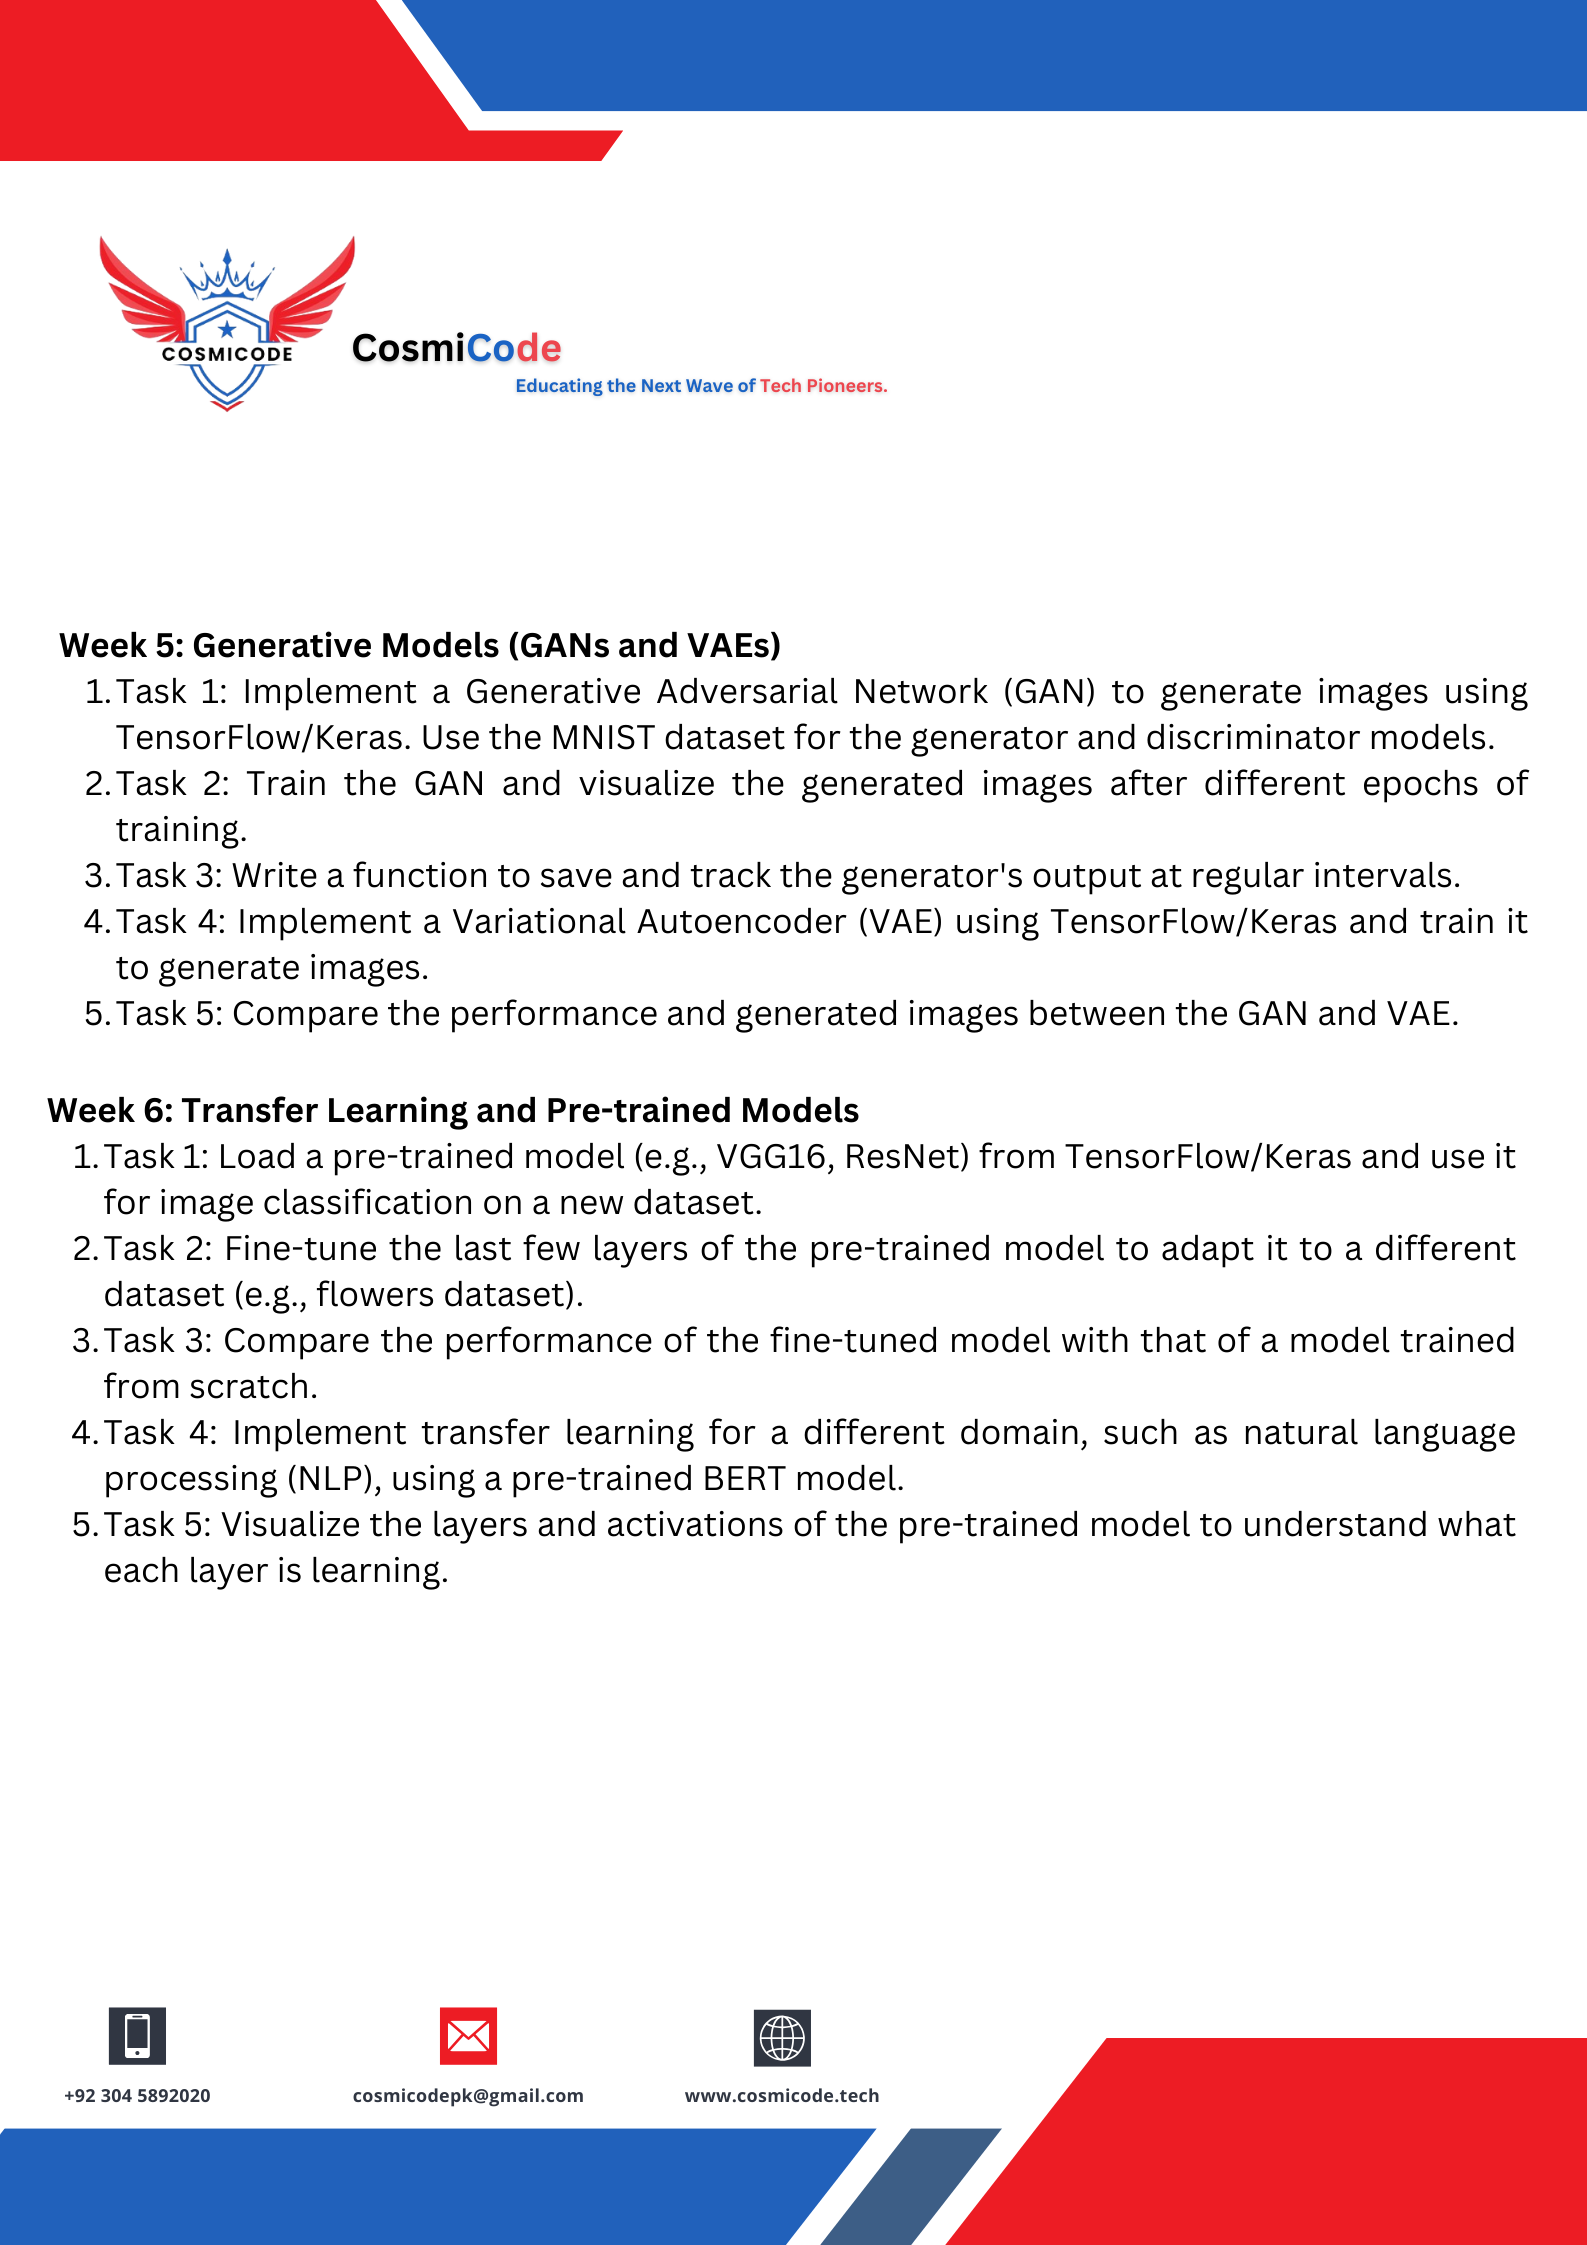 COSMICODE
CosmiCode
Educating the Next Wave of Tech Pioneers.
Week 5: Generative Models (GANs and VAEs)
1. Task 1: Implement a Generative Adversarial Network (GAN) to generate images using
TensorFlow/Keras. Use the MNIST dataset for the generator and discriminator models.
2. Task 2: Train the GAN and visualize the generated images after different epochs of
training.
3. Task 3: Write a function to save and track the generator's output at regular intervals.
4. Task 4: Implement a Variational Autoencoder (VAE) using TensorFlow/Keras and train it
to generate images.
5. Task 5: Compare the performance and generated images between the GAN and VAE.
Week 6: Transfer Learning and Pre-trained Models
1. Task 1: Load a pre-trained model (e.g., VGG16, ResNet) from TensorFlow/Keras and use it
for image classification on a new dataset.
2. Task 2: Fine-tune the last few layers of the pre-trained model to adapt it to a different
dataset (e.g., flowers dataset).
3. Task 3: Compare the performance of the fine-tuned model with that of a model trained
from scratch.
4. Task 4: Implement transfer learning for a different domain, such as natural language
processing (NLP), using a pre-trained BERT model.
5. Task 5: Visualize the layers and activations of the pre-trained model to understand what
each layer is learning.
+92 304 5892020
cosmicodepk@gmail.com
www.cosmicode.tech